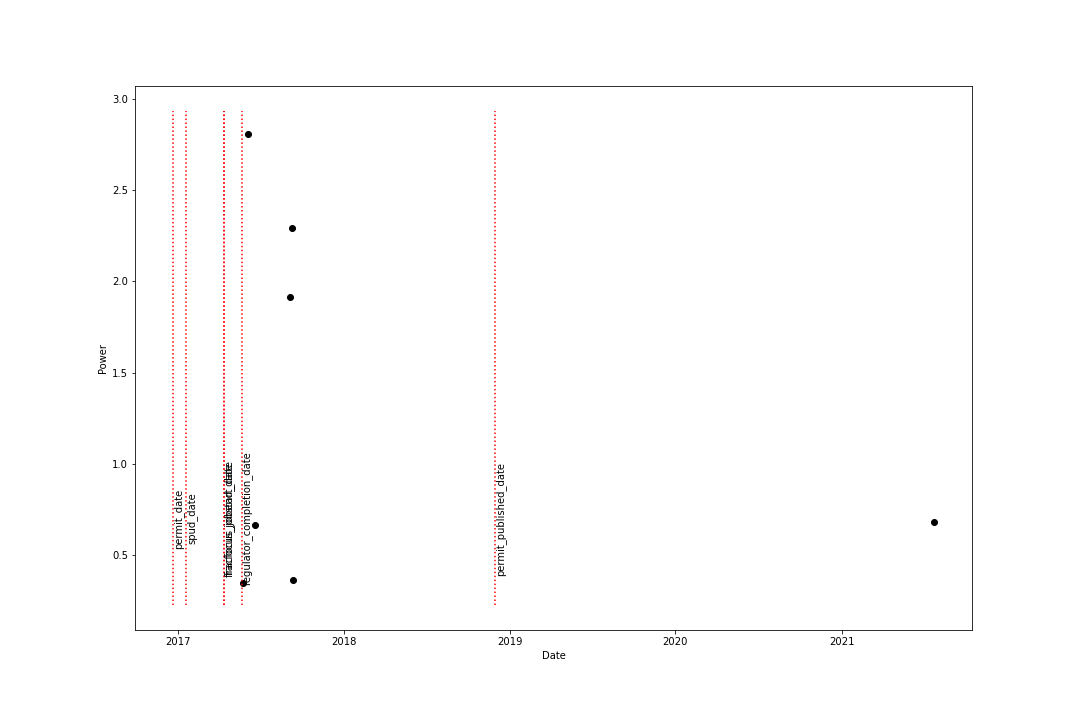 3.0
2.5
2.0
1.5
1.0
0.5
Power
permit_date
spud_date
regulator_completion_date
permit_published_date
2017
2018
2019
2020
2021
Date